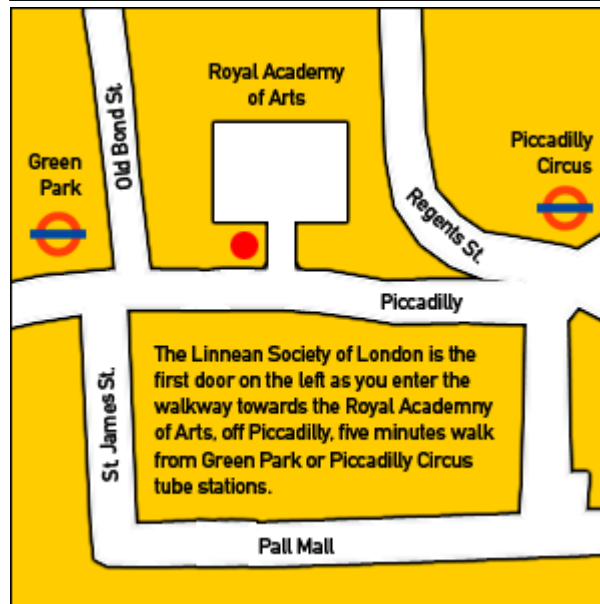 Royal Academy
of Arts
Old Bond St.
Green
Park
Piccadilly
Circus
Regents St.
Piccadilly
The Linnean Society of London is the
first door on the left as you enter the
walkway towards the Royal Academny
of Arts, off Piccadilly, five minutes walk
from Green Park or Piccadilly Circus
tube stations.
St James St.
Pall Mall